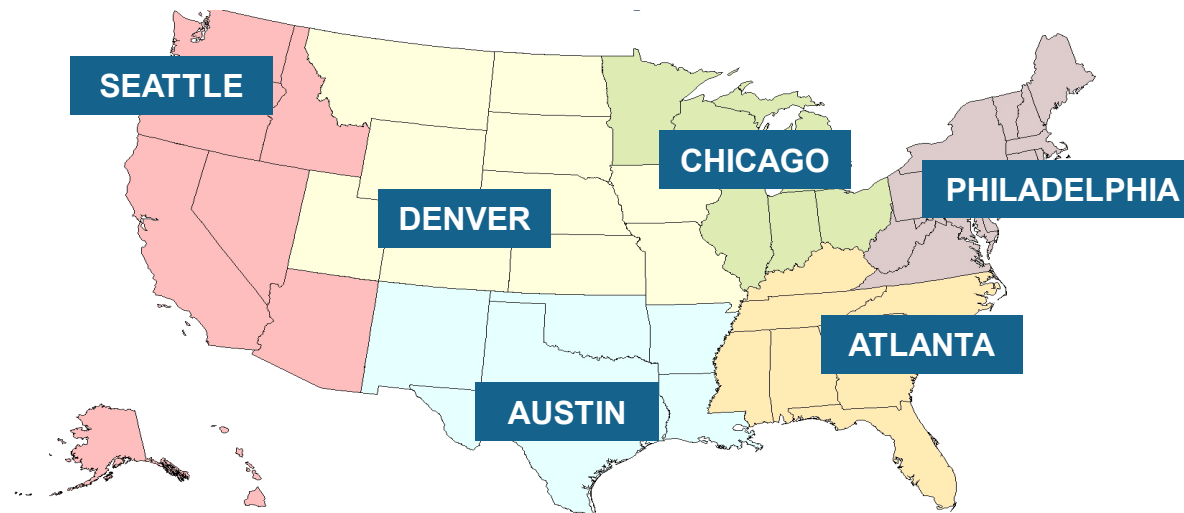 SEATTLE
CHICAGO
PHILADELPHIA
DENVER
ATLANTA
AUSTIN